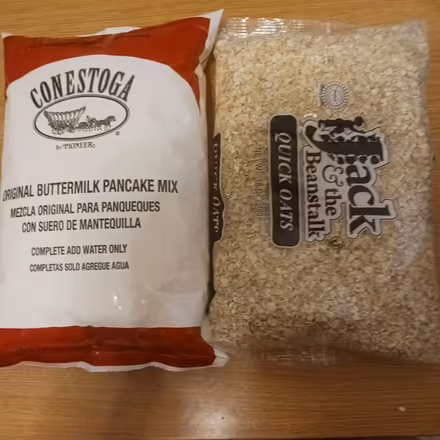 CONESTOGA
By PIONEER
ORIGINAL BUTTERMILK PANCAKE MIX
MEZCLA ORIGINAL PARA PANQUEQUES
CON SUERO DE MANTEQUILLA
COMPLETE ADD WATER ONLY
COMPLETAS SOLO AGREGUE AGUA
Jack
& the
Beanstalk
QUICK OATS
QUICK OATS